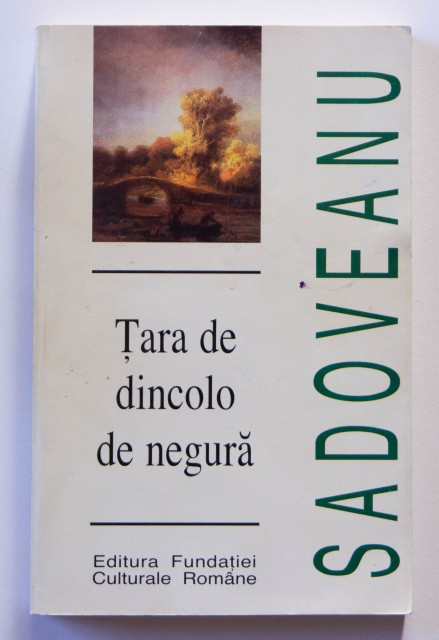 SADOVEANU
Țara de
dincolo
de negură
Editura Fundației
Culturale Române